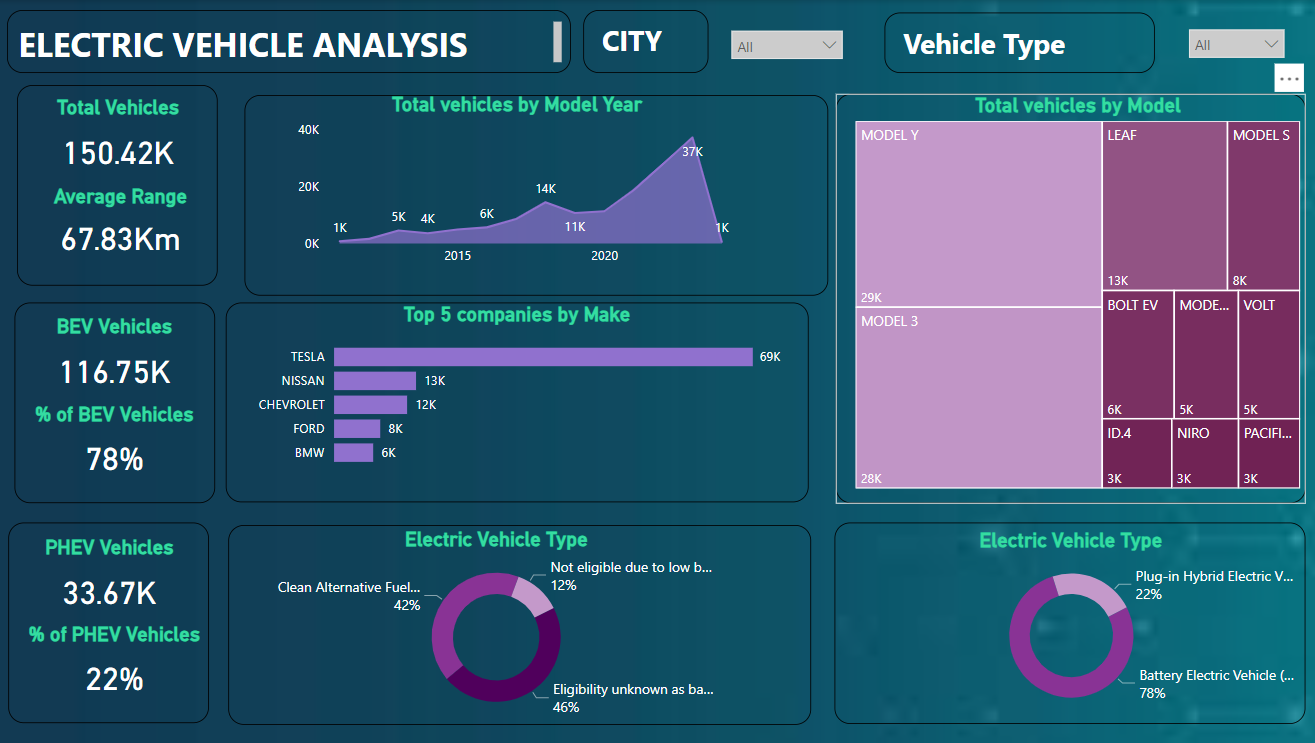 ELECTRIC VEHICLE ANALYSIS
CITY
All
Vehicle Type
All
Total Vehicles
150.42K
Average Range
67.83Km
Total vehicles by Model Year
40K
20K
0K
1K
5K
4K
6K
14K
11K
37K
1K
2015
2020
Total vehicles by Model
MODEL Y
29K
MODEL 3
28K
LEAF
13K
MODEL S
8K
BOLT EV
6K
MODE...
5K
VOLT
5K
ID.4
3K
NIRO
3K
PACIFI...
3K
BEV Vehicles
116.75K
% of BEV Vehicles
78%
Top 5 companies by Make
TESLA 69K
NISSAN 13K
CHEVROLET 12K
FORD 8K
BMW 6K
PHEV Vehicles
33.67K
% of PHEV Vehicles
22%
Electric Vehicle Type
Not eligible due to low b...
12%
Clean Alternative Fuel...
42%
Eligibility unknown as ba...
46%
Electric Vehicle Type
Plug-in Hybrid Electric V...
22%
Battery Electric Vehicle (...
78%